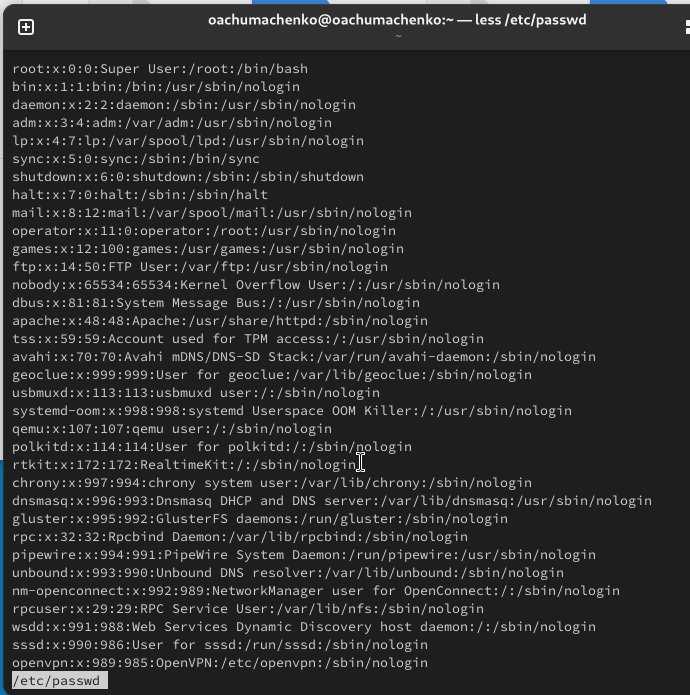 oachumachenko@oachumachenko:~ — less /etc/passwd
~
root:x:0:0:Super User:/root:/bin/bash
bin:x:1:1:bin:/bin:/usr/sbin/nologin
daemon:x:2:2:daemon:/sbin:/usr/sbin/nologin
adm:x:3:4:adm:/var/adm:/usr/sbin/nologin
lp:x:4:7:lp:/var/spool/lpd:/usr/sbin/nologin
sync:x:5:0:sync:/sbin:/bin/sync
shutdown:x:6:0:shutdown:/sbin:/sbin/shutdown
halt:x:7:0:halt:/sbin:/sbin/halt
mail:x:8:12:mail:/var/spool/mail:/usr/sbin/nologin
operator:x:11:0:operator:/root:/usr/sbin/nologin
games:x:12:100:games:/usr/games:/usr/sbin/nologin
ftp:x:14:50:FTP User:/var/ftp:/usr/sbin/nologin
nobody:x:65534:65534:Kernel Overflow User:/:/usr/sbin/nologin
dbus:x:81:81:System Message Bus:/:/usr/sbin/nologin
apache:x:48:48:Apache:/usr/share/httpd:/sbin/nologin
tss:x:59:59:Account used for TPM access:/:/usr/sbin/nologin
avahi:x:70:70:Avahi mDNS/DNS-SD Stack:/var/run/avahi-daemon:/sbin/nologin
geoclue:x:999:999:User for geoclue:/var/lib/geoclue:/sbin/nologin
usbmuxd:x:113:113:usbmuxd user:/:/sbin/nologin
systemd-oom:x:998:998:systemd Userspace OOM Killer:/:/usr/sbin/nologin
qemu:x:107:107:qemu user:/:/sbin/nologin
polkitd:x:114:114:User for polkitd:/:/sbin/nologin
rtkit:x:172:172:RealtimeKit:/:/sbin/nologin
chrony:x:997:994:chrony system user:/var/lib/chrony:/sbin/nologin
dnsmasq:x:996:993:Dnsmasq DHCP and DNS server:/var/lib/dnsmasq:/usr/sbin/nologin
gluster:x:995:992:GlusterFS daemons:/run/gluster:/sbin/nologin
rpc:x:32:32:Rpcbind Daemon:/var/lib/rpcbind:/sbin/nologin
pipewire:x:994:991:PipeWire System Daemon:/run/pipewire:/usr/sbin/nologin
unbound:x:993:990:Unbound DNS resolver:/var/lib/unbound:/sbin/nologin
nm-openconnect:x:992:989:NetworkManager user for OpenConnect:/:/sbin/nologin
rpcuser:x:29:29:RPC Service User:/var/lib/nfs:/sbin/nologin
wsdd:x:991:988:Web Services Dynamic Discovery host daemon:/:/sbin/nologin
sssd:x:990:986:User for sssd:/run/sssd:/sbin/nologin
openvpn:x:989:985:OpenVPN:/etc/openvpn:/sbin/nologin
/etc/passwd